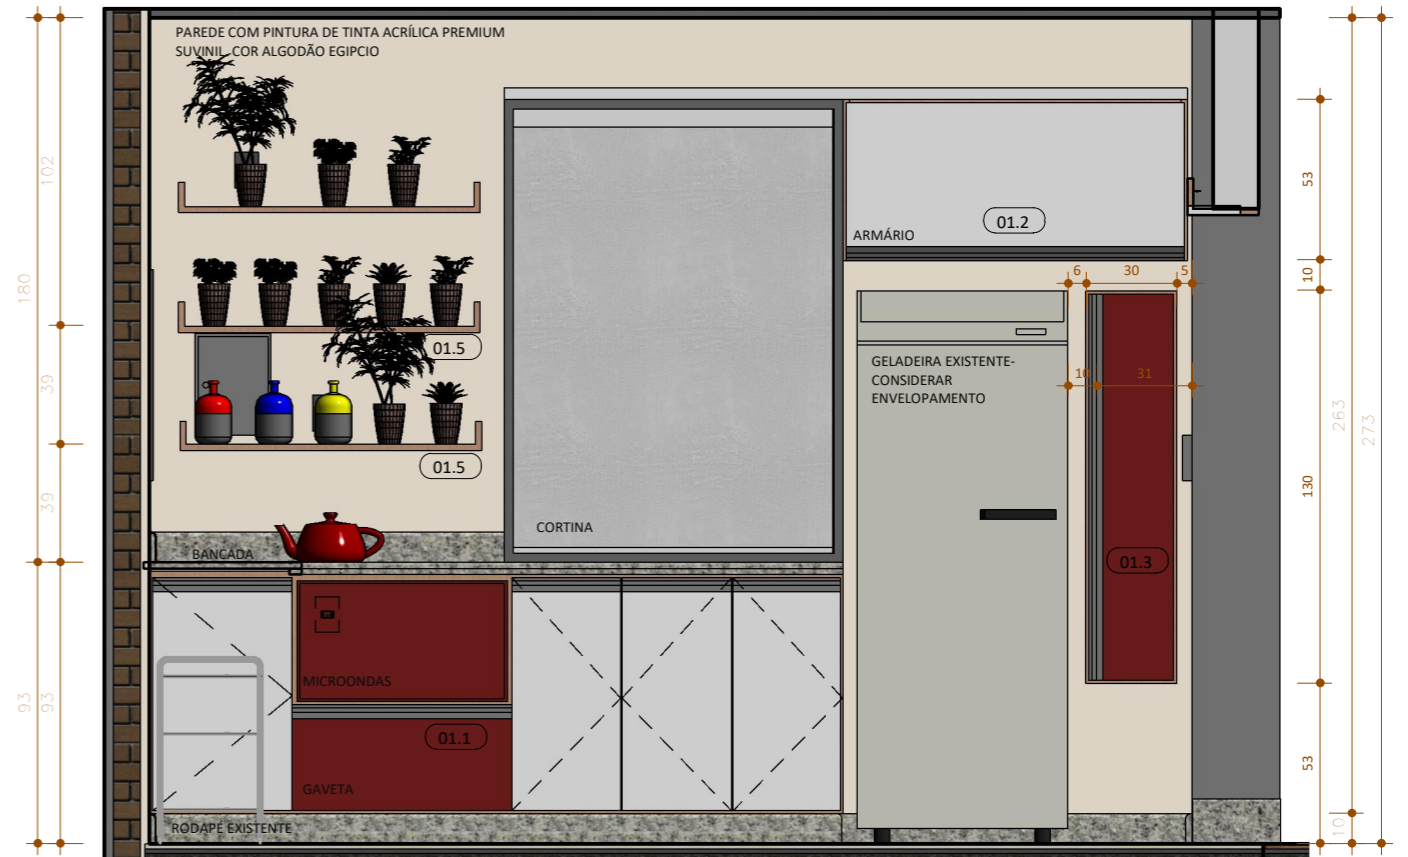 PAREDE COM PINTURA DE TINTA ACRÍLICA PREMIUM
SUVINIL COR ALGODÃO EGIPCIO
102
180
39
39
93
93
01.5
01.5
BANCADA
MICROONDAS
01.1
GAVETA
RODAPÉ EXISTENTE
CORTINA
ARMÁRIO
01.2
GELADEIRA EXISTENTE-
CONSIDERAR
ENVELOPAMENTO
6
30
5
10
31
01.3
53
10
130
53
263
273
10